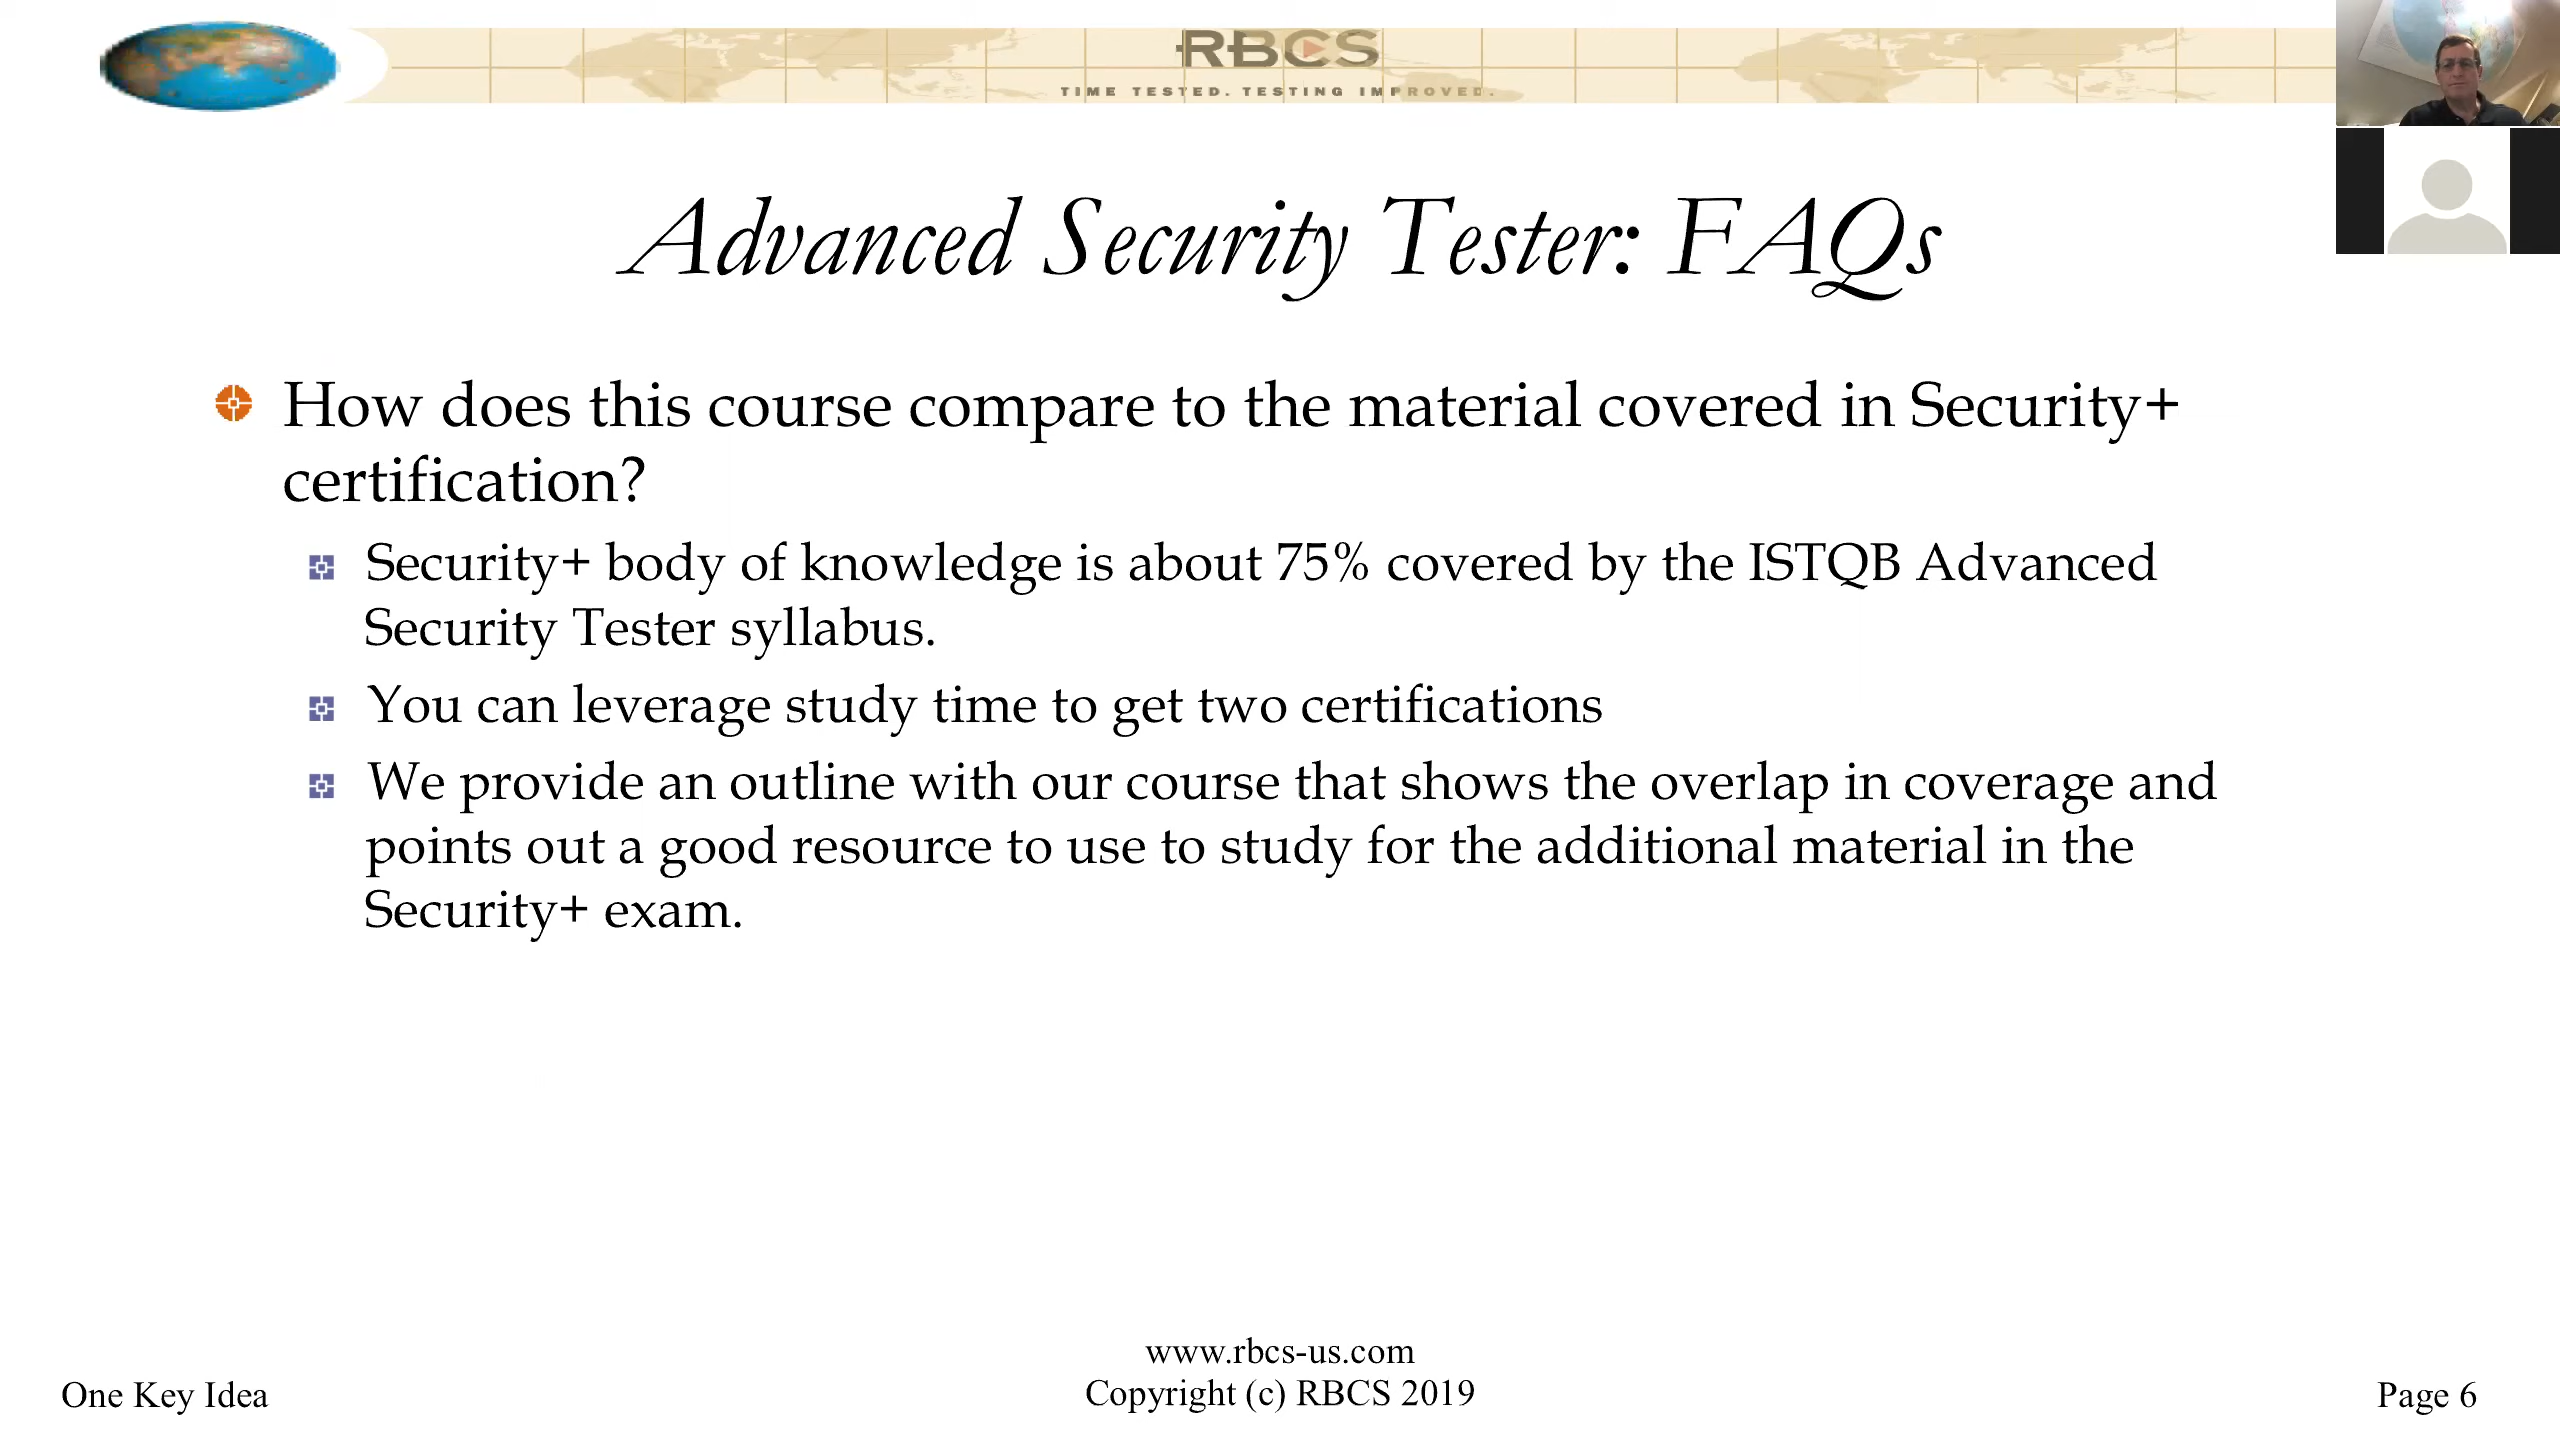 RBCS
TIME TESTED. TESTING IMPROVED.
Advanced Security Tester: FAQs
How does this course compare to the material covered in Security+
certification?
Security+ body of knowledge is about 75% covered by the ISTQB Advanced
Security Tester syllabus.
You can leverage study time to get two certifications
We provide an outline with our course that shows the overlap in coverage and
points out a good resource to use to study for the additional material in the
Security+ exam.
www.rbcs-us.com
One Key Idea
Copyright (c) RBCS 2019
Page 6